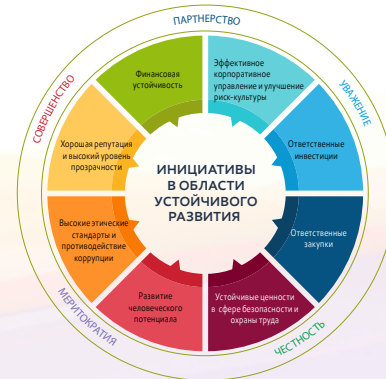 ПАРТНЕРСТВО
УВАЖЕНИЕ
ЧЕСТНОСТЬ
МЕРИТОКРАТИЯ
СОВЕРШЕНСТВО
Финансовая
устойчивость
Эффективное
корпоративное
управление и улучшение
риск-культуры
Ответственные
инвестиции
Ответственные
закупки
Устойчивые ценности
в сфере безопасности и
охраны труда
Развитие
человеческого
потенциала
Высокие этические
стандарты и
противодействие
коррупции
Хорошая репутация
и высокий уровень
прозрачности
ИНИЦИАТИВЫ
В ОБЛАСТИ
УСТОЙЧИВОГО
РАЗВИТИЯ